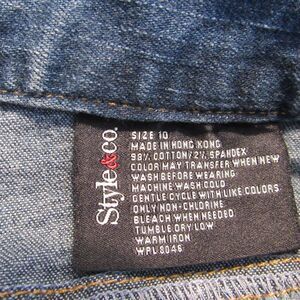 Style&co.
SIZE 10
MADE IN HONG KONG
98% COTTON/2% SPANDEX
COLOR MAY TRANSFER WHEN NEW
WASH BEFORE WEARING
MACHINE WASH COLD
GENTLE CYCLE WITH LIKE COLORS
ONLY NON-CHLORINE
BLEACH WHEN NEEDED
TUMBLE DRY LOW
WARM IRON
WPL 8046